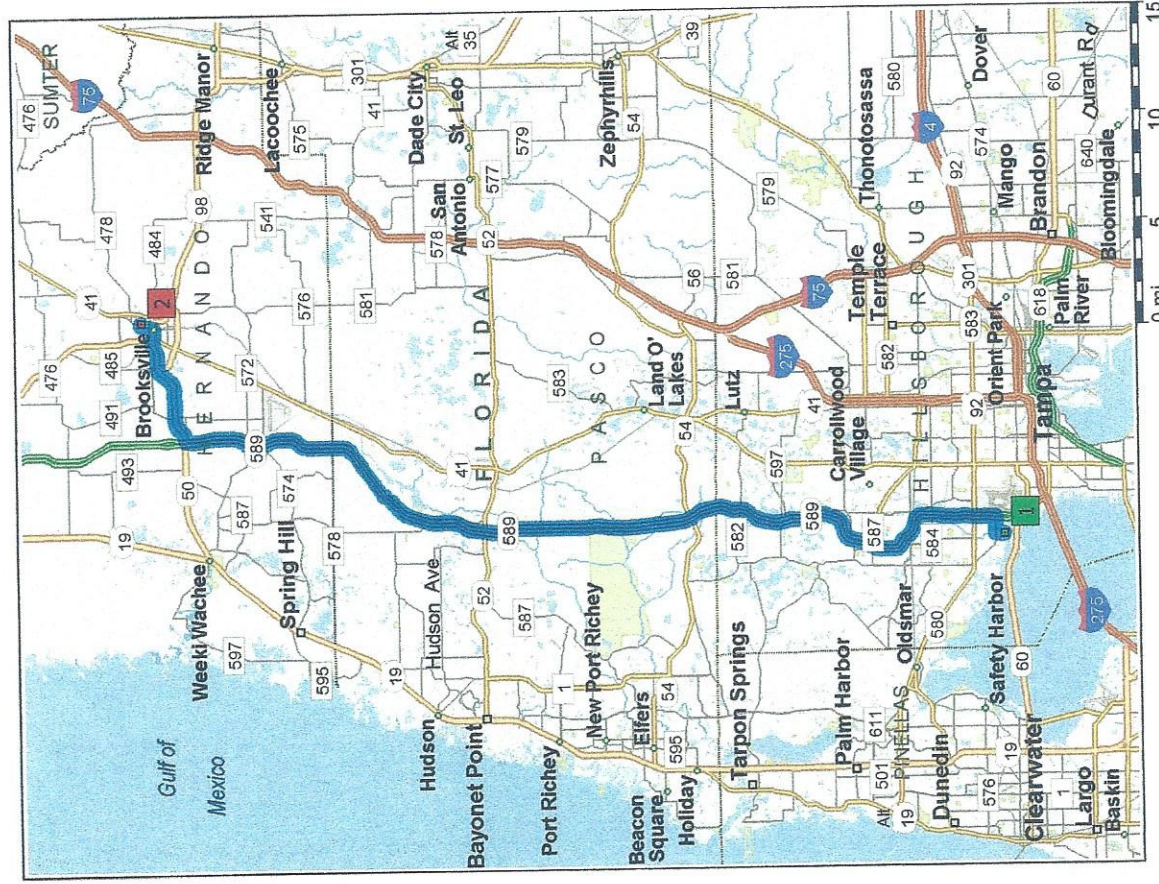 476
SUMTER
75
Ridge Manor
Lacoochee
301
Alt
35
41
575
Dade City
St. Leo
39
579
Zephyrhills
54
San
Antonio
577
578
52
478
484
98
541
41
2
Brooksville
H E R N A N D O
476
485
491
572
576
581
493
50
589
574
587
19
Weeki Wachee
Spring Hill
578
597
595
19
Gulf of
Mexico
Hudson
Hudson Ave
Bayonet Point
52
587
589
41
F L O R I D A
P A S C O
583
Land O'
Lakes
54
56
581
579
Port Richey
1
New Port Richey
Elfers
54
595
Beacon
Square
Holiday
Tarpon Springs
582
589
597
Lutz
41
275
75
Carrollwood
Village
Temple
Terrace
Thonotosassa
580
4
Dover
92
674
Mango
H I L L S B O R O U G H
582
583
301
Orient Park
92
587
584
Palm Harbor
611
501
PINELLAS
Alt
19
Oldsmar
580
Dunedin
576
19
Safety Harbor
60
1
Clearwater
1
Largo
Baskin
275
Tampa
618
Palm
River
Brandon
60
640
Durant Rd
Bloomingdale
0 mi
5
10
15